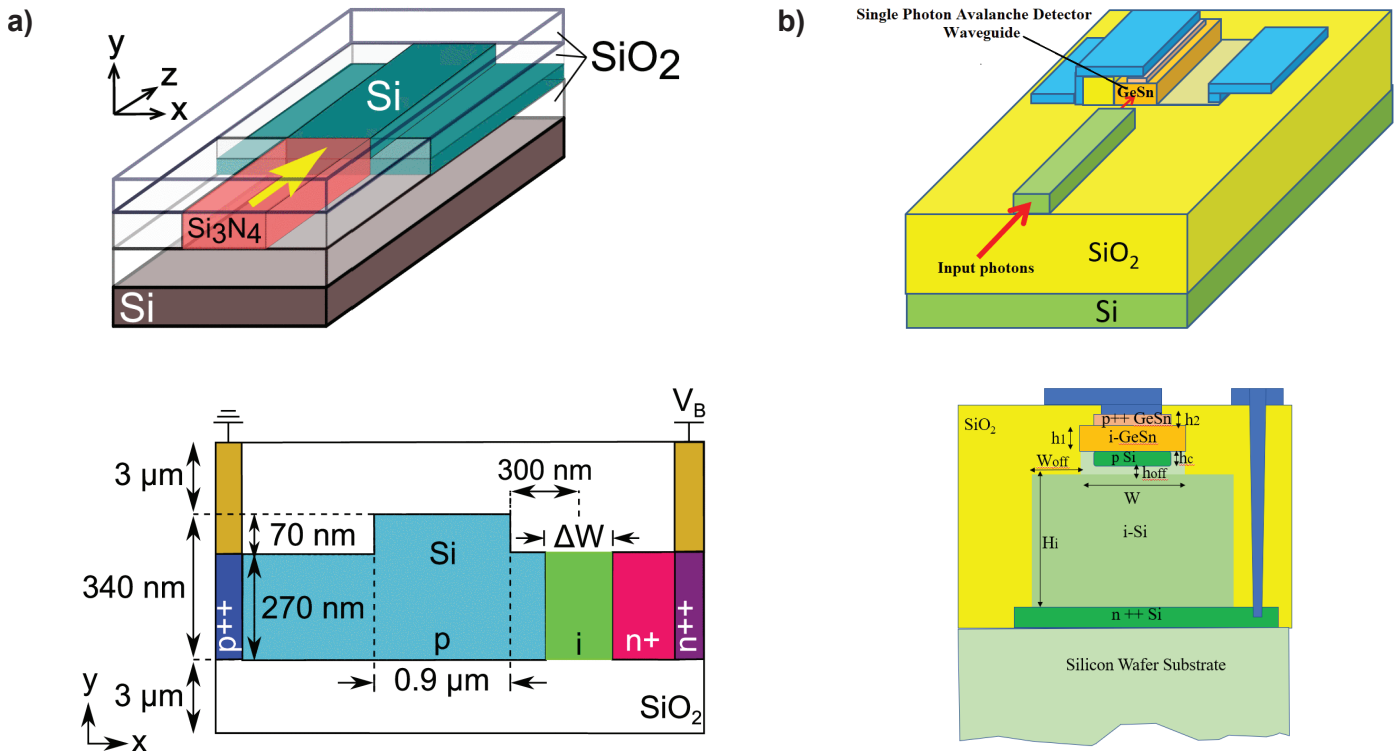 a)
y
z
x
Si
SiO2
Si3N4
Si
b)
Single Photon Avalanche Detector
Waveguide
GeSn
Input photons
SiO2
Si
VB
3 µm
300 nm
70 nm
Si
ΔW
340 nm
270 nm
p++
p
i
n+
n++
0.9 µm
3 µm
SiO2
y
x
SiO2
p++ GeSn
h2
h1
i-GeSn
p Si
hc
Woff
hoff
W
i-Si
Hi
n ++ Si
Silicon Wafer Substrate